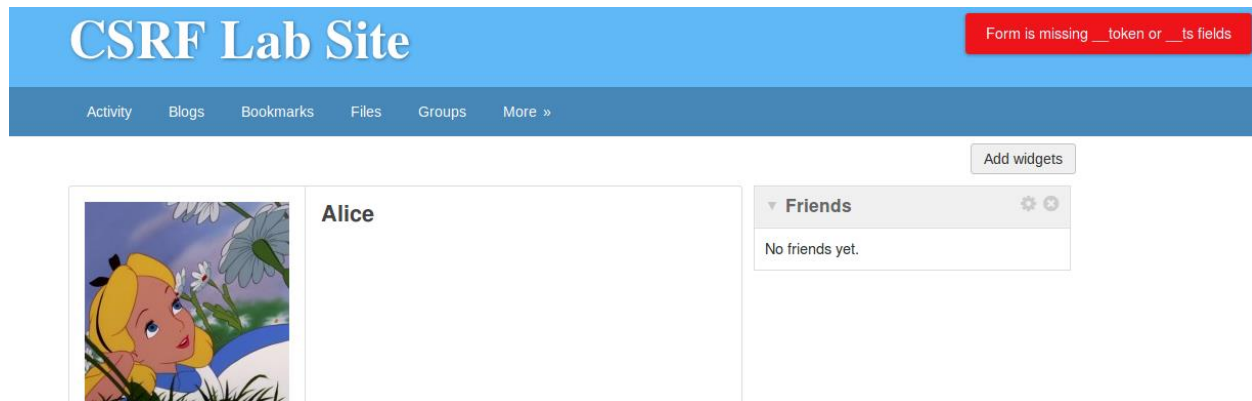 CSRF Lab Site
Form is missing __token or __ts fields
Activity Blogs Bookmarks Files Groups More »
Add widgets
Alice
Friends
No friends yet.